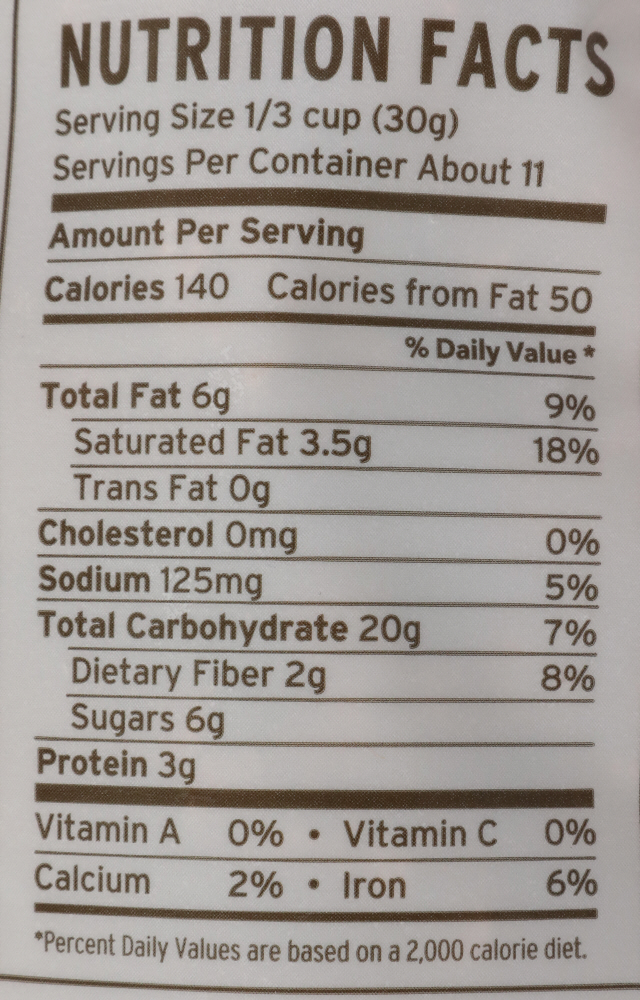 NUTRITION FACTS
Serving Size 1/3 cup (30g)
Servings Per Container About 11
Amount Per Serving
Calories 140 Calories from Fat 50
% Daily Value *
Total Fat 6g 9%
Saturated Fat 3.5g 18%
Trans Fat 0g
Cholesterol 0mg 0%
Sodium 125mg 5%
Total Carbohydrate 20g 7%
Dietary Fiber 2g 8%
Sugars 6g
Protein 3g
Vitamin A 0% • Vitamin C 0%
Calcium 2% • Iron 6%
*Percent Daily Values are based on a 2,000 calorie diet.